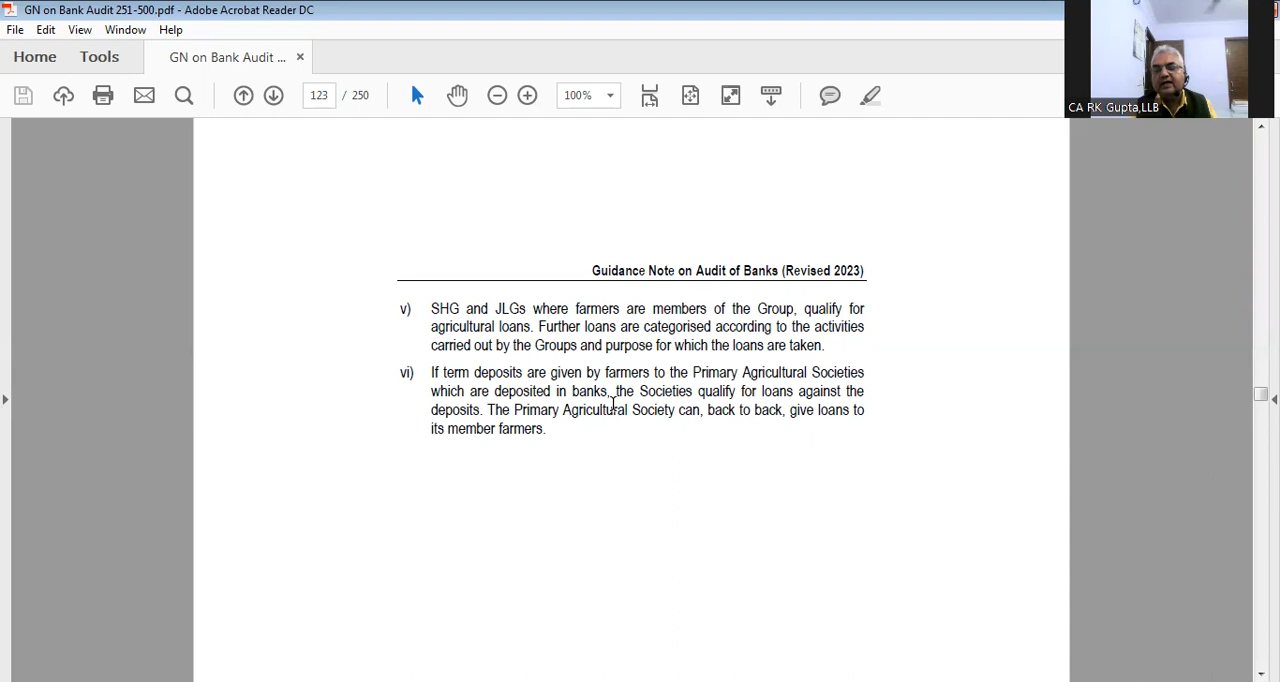 GN on Bank Audit 251-500.pdf - Adobe Acrobat Reader DC
File Edit View Window Help
Home Tools GN on Bank Audit ... ×
123 / 250 100%
CA RK Gupta,LLB
Guidance Note on Audit of Banks (Revised 2023)
v) SHG and JLGs where farmers are members of the Group, qualify for
agricultural loans. Further loans are categorised according to the activities
carried out by the Groups and purpose for which the loans are taken.
vi) If term deposits are given by farmers to the Primary Agricultural Societies
which are deposited in banks, the Societies qualify for loans against the
deposits. The Primary Agricultural Society can, back to back, give loans to
its member farmers.